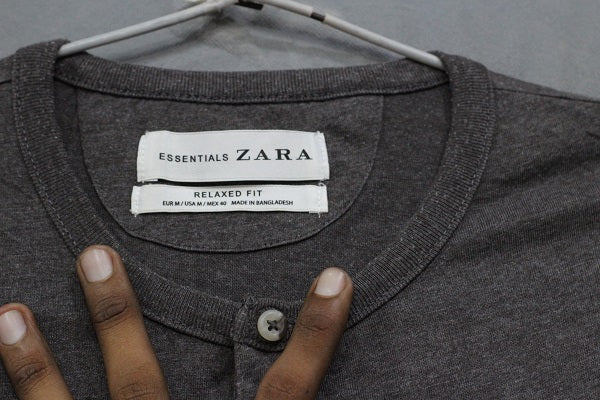 ESSENTIALS ZARA
RELAXED FIT
EUR M / USA M / MEX 40 MADE IN BANGLADESH